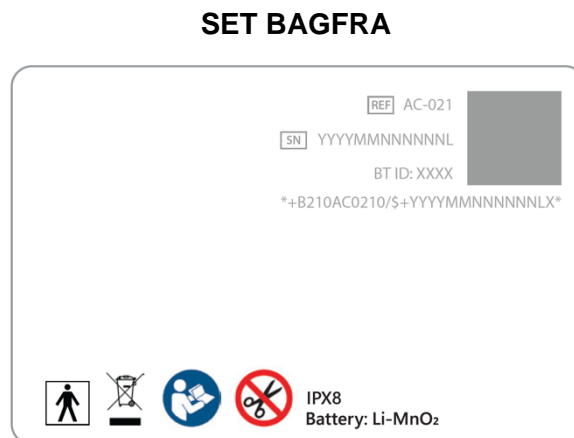 SET BAGFRA
REF AC-021
SN YYYYMMNNNNNNL
BT ID: XXXX
*+B210AC0210/$+YYYYMMNNNNNNLX*
IPX8
Battery: Li-MnO₂